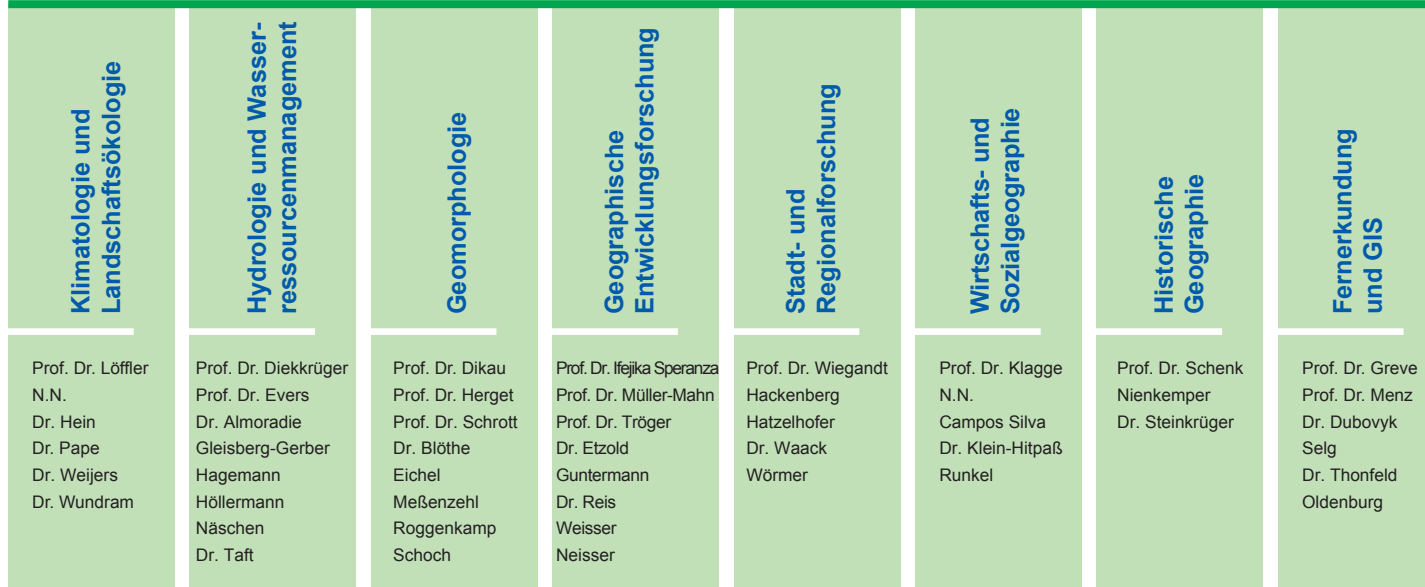 Klimatologie und
Landschaftsökologie
Prof. Dr. Löffler
N.N.
Dr. Hein
Dr. Pape
Dr. Weijers
Dr. Wundram
Hydrologie und Wasser-
ressourcenmanagement
Prof. Dr. Diekkrüger
Prof. Dr. Evers
Dr. Almoradie
Gleisberg-Gerber
Hagemann
Höllermann
Näschen
Dr. Taft
Geomorphologie
Prof. Dr. Dikau
Prof. Dr. Herget
Prof. Dr. Schrott
Dr. Blöthe
Eichel
Meßenzehl
Roggenkamp
Schoch
Geographische
Entwicklungsforschung
Prof. Dr. Ifejika Speranza
Prof. Dr. Müller-Mahn
Prof. Dr. Tröger
Dr. Etzold
Guntermann
Dr. Reis
Weisser
Neisser
Stadt- und
Regionalforschung
Prof. Dr. Wiegandt
Hackenberg
Hatzelhofer
Dr. Waack
Wörmer
Wirtschafts- und
Sozialgeographie
Prof. Dr. Klagge
N.N.
Campos Silva
Dr. Klein-Hitpaß
Runkel
Historische
Geographie
Prof. Dr. Schenk
Nienkemper
Dr. Steinkrüger
Fernerkundung
und GIS
Prof. Dr. Greve
Prof. Dr. Menz
Dr. Dubovyk
Selg
Dr. Thonfeld
Oldenburg